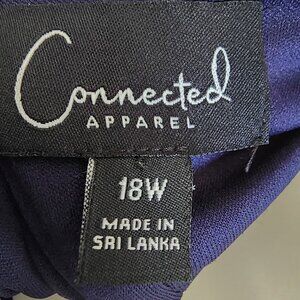 Connected
APPAREL
18W
MADE IN
SRI LANKA